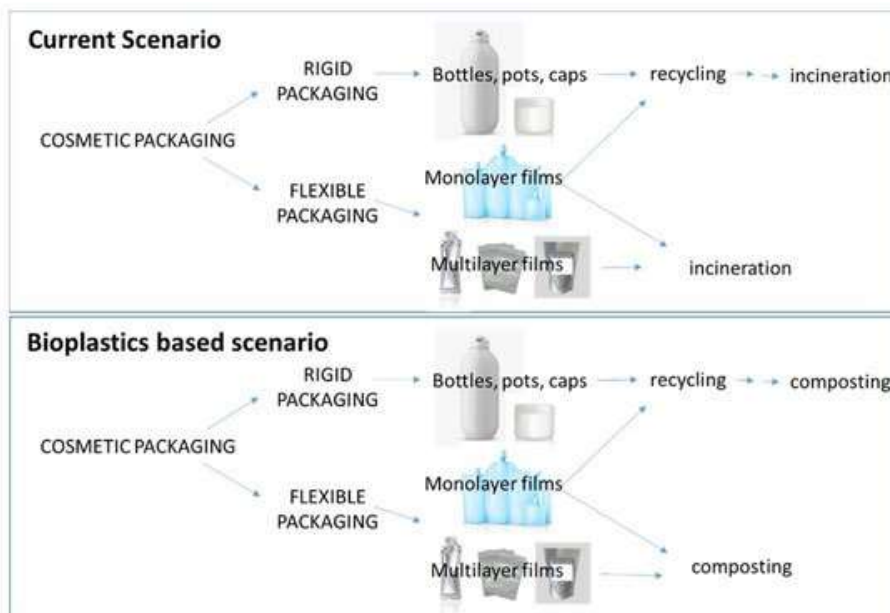 Current Scenario
RIGID
PACKAGING
Bottles, pots, caps
recycling
incineration
COSMETIC PACKAGING
Monolayer films
FLEXIBLE
PACKAGING
Multilayer films
incineration
Bioplastics based scenario
RIGID
PACKAGING
Bottles, pots, caps
recycling
composting
COSMETIC PACKAGING
Monolayer films
FLEXIBLE
PACKAGING
Multilayer films
composting